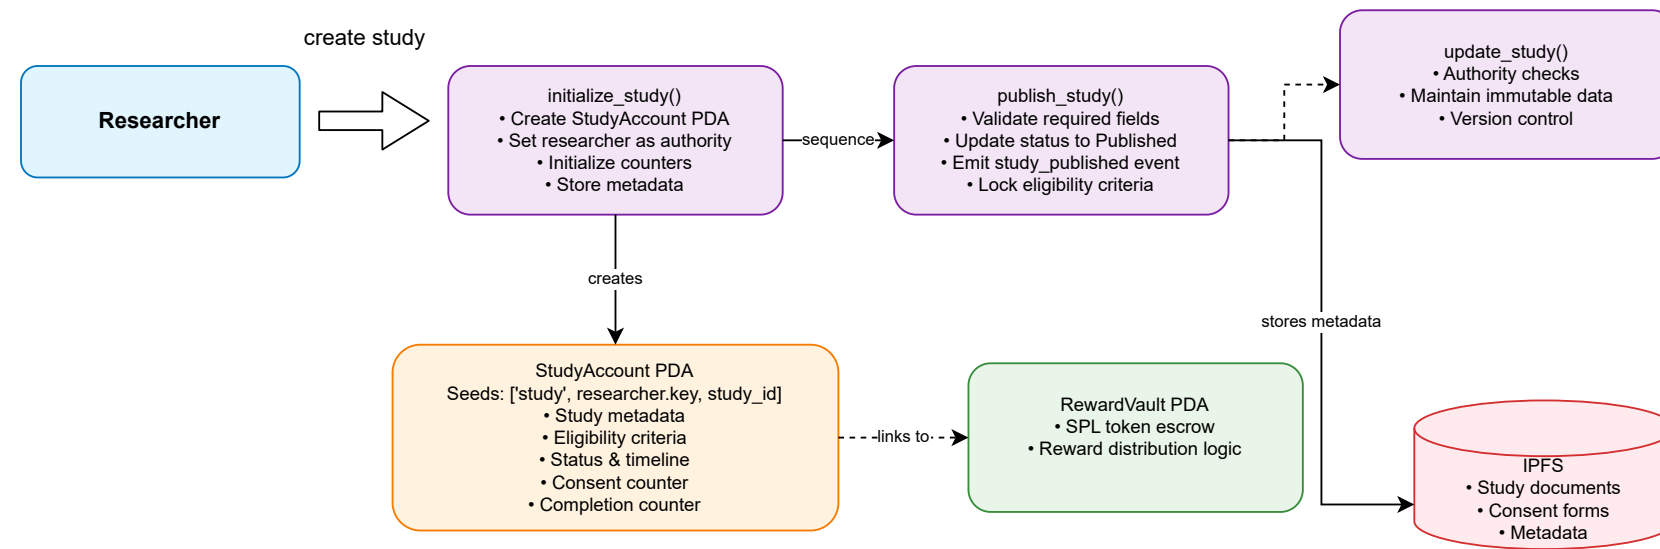 create study
Researcher
initialize_study()
• Create StudyAccount PDA
• Set researcher as authority
• Initialize counters
• Store metadata
sequence
publish_study()
• Validate required fields
• Update status to Published
• Emit study_published event
• Lock eligibility criteria
update_study()
• Authority checks
• Maintain immutable data
• Version control
creates
stores metadata
StudyAccount PDA
Seeds: ['study', researcher.key, study_id]
• Study metadata
• Eligibility criteria
• Status & timeline
• Consent counter
• Completion counter
links to
RewardVault PDA
• SPL token escrow
• Reward distribution logic
IPFS
• Study documents
• Consent forms
• Metadata